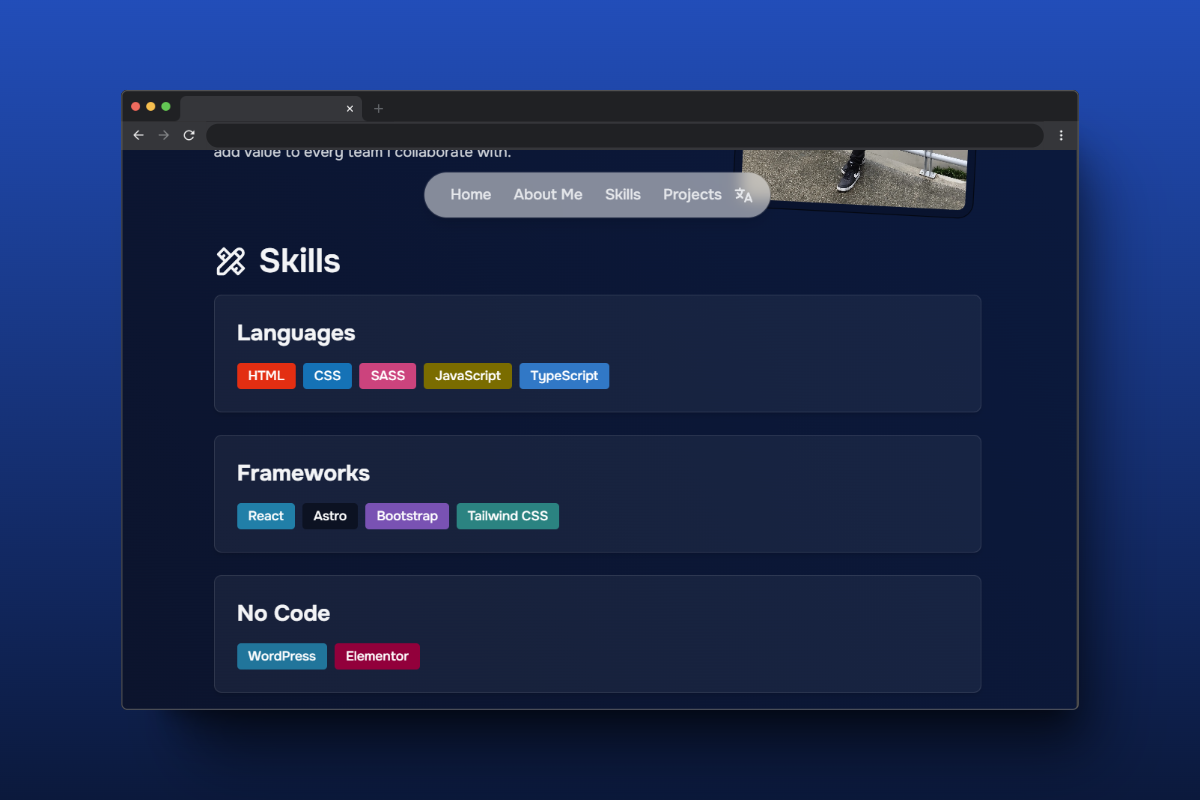 add value to every team I collaborate with.
Home About Me Skills Projects
Skills
Languages
HTML CSS SASS JavaScript TypeScript
Frameworks
React Astro Bootstrap Tailwind CSS
No Code
WordPress Elementor